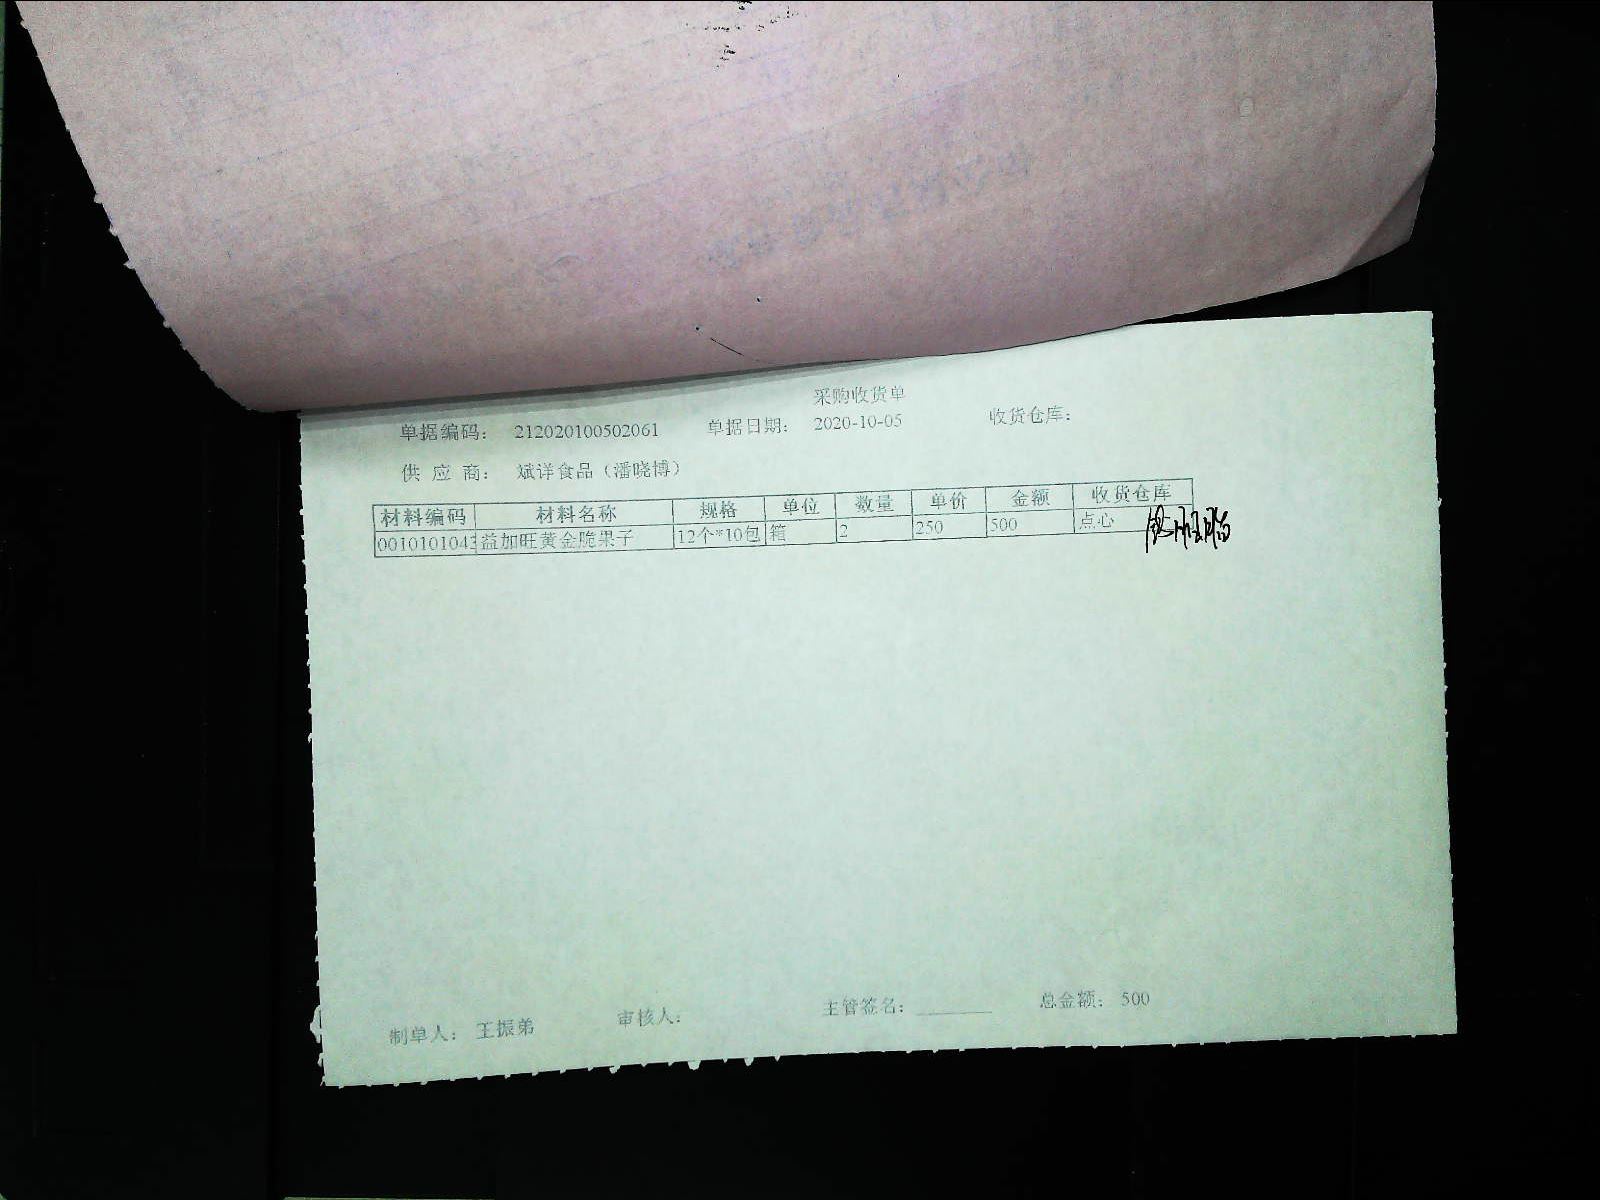 采购收货单
单据编码： 212020100502061 单据日期： 2020-10-05 收货仓库：
供 应 商： 斌详食品（潘晓博）
材料编码 材料名称 规格 单位 数量 单价 金额 收货仓库
0010101043 益加旺黄金脆果子 12个*10包 箱 2 250 500 点心
制单人： 王振弟 审核人： 主管签名： 总金额： 500